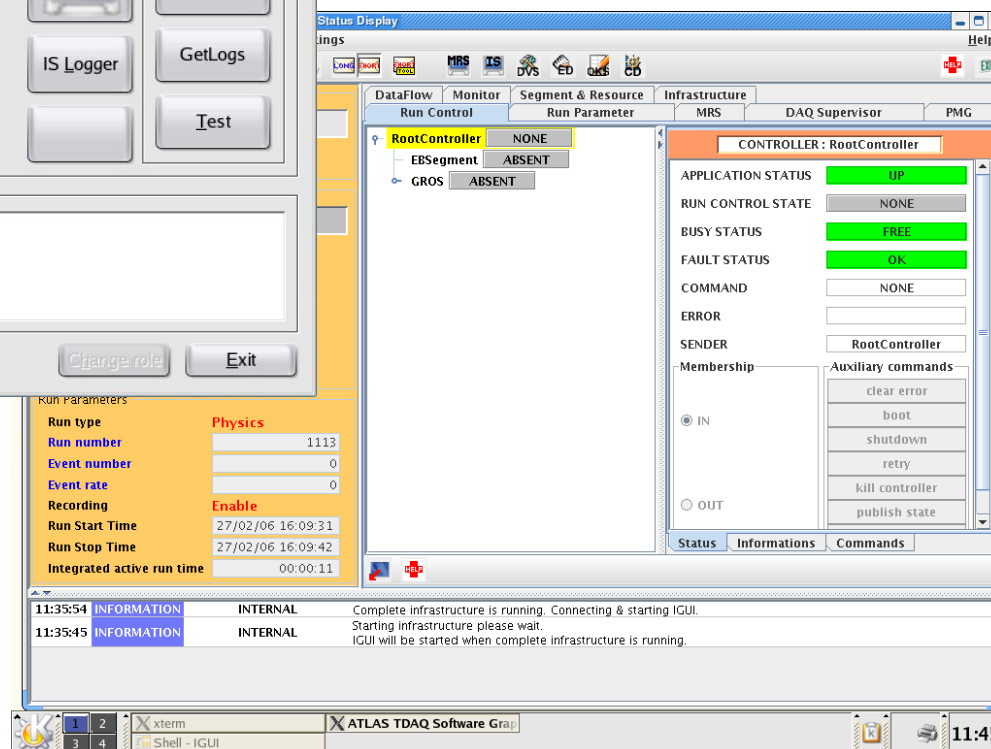 Status Display
ings
Help
IS Logger
GetLogs
Test
Change role
Exit
LONG
SHORT
SHORT TOOL
MRS
IS
DVS
ED
OKS
CD
HELP
DataFlow
Monitor
Segment & Resource
Infrastructure
Run Control
Run Parameter
MRS
DAQ Supervisor
PMG
RootController NONE
EBSegment ABSENT
GROS ABSENT
CONTROLLER : RootController
APPLICATION STATUS UP
RUN CONTROL STATE NONE
BUSY STATUS FREE
FAULT STATUS OK
COMMAND NONE
ERROR
SENDER RootController
Membership
IN
OUT
Auxiliary commands
clear error
boot
shutdown
retry
kill controller
publish state
Status
Informations
Commands
Run Parameters
Run type Physics
Run number 1113
Event number 0
Event rate 0
Recording Enable
Run Start Time 27/02/06 16:09:31
Run Stop Time 27/02/06 16:09:42
Integrated active run time 00:00:11
HELP
11:35:54 INFORMATION INTERNAL Complete infrastructure is running. Connecting & starting IGUI.
11:35:45 INFORMATION INTERNAL Starting infrastructure please wait.
IGUI will be started when complete infrastructure is running.
1 2
3 4
xterm
Shell - IGUI
ATLAS TDAQ Software Grap
11:4